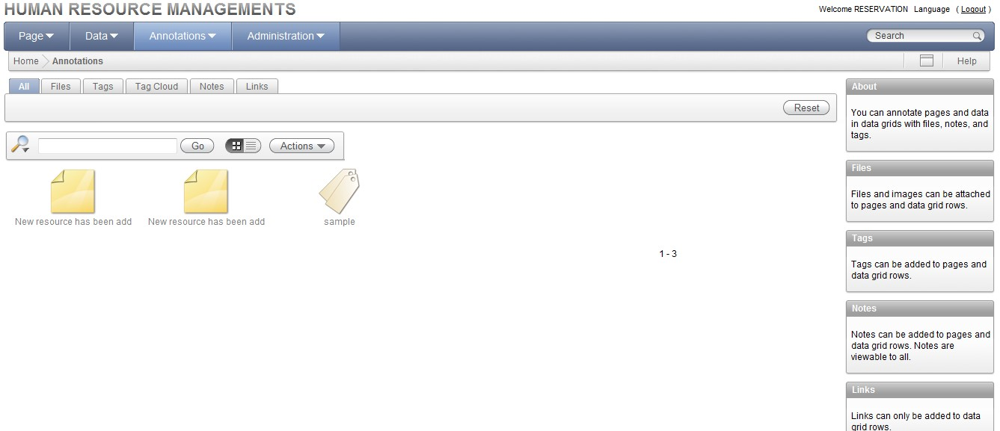 HUMAN RESOURCE MANAGEMENTS
Welcome RESERVATION Language ( Logout )
Page Data Annotations Administration Search
Home Annotations Help
All Files Tags Tag Cloud Notes Links
Reset
Go Actions
New resource has been add New resource has been add sample
1 - 3
About
You can annotate pages and data
in data grids with files, notes, and
tags.
Files
Files and images can be attached
to pages and data grid rows.
Tags
Tags can be added to pages and
data grid rows.
Notes
Notes can be added to pages and
data grid rows. Notes are
viewable to all.
Links
Links can only be added to data
grid rows.